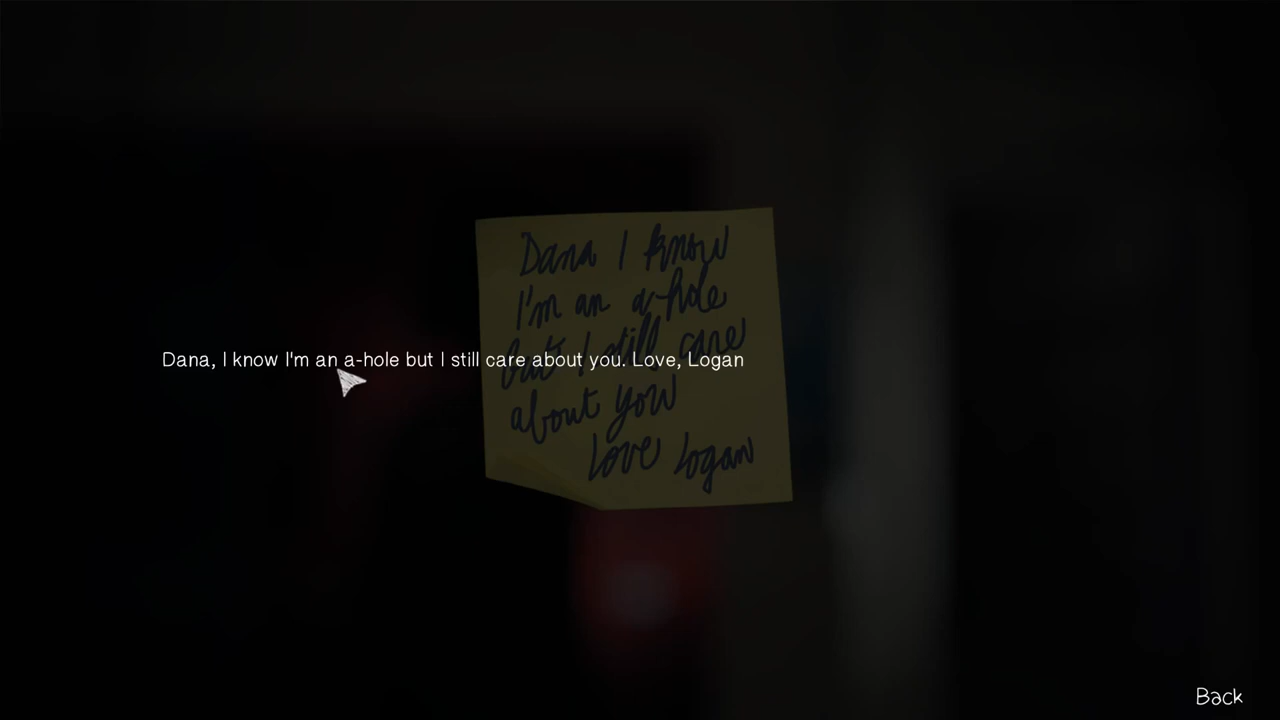 Dana I know
I'm an a-hole
but I still care
Dana, I know I'm an a-hole but I still care about you. Love, Logan
about you
Love Logan
Back